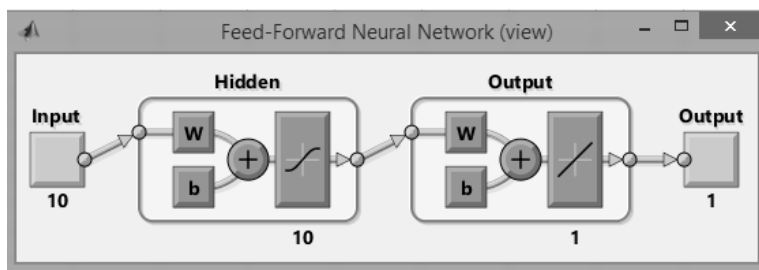 Feed-Forward Neural Network (view)
Hidden
Output
Input
Output
W
b
+
W
b
+
10
10
1
1